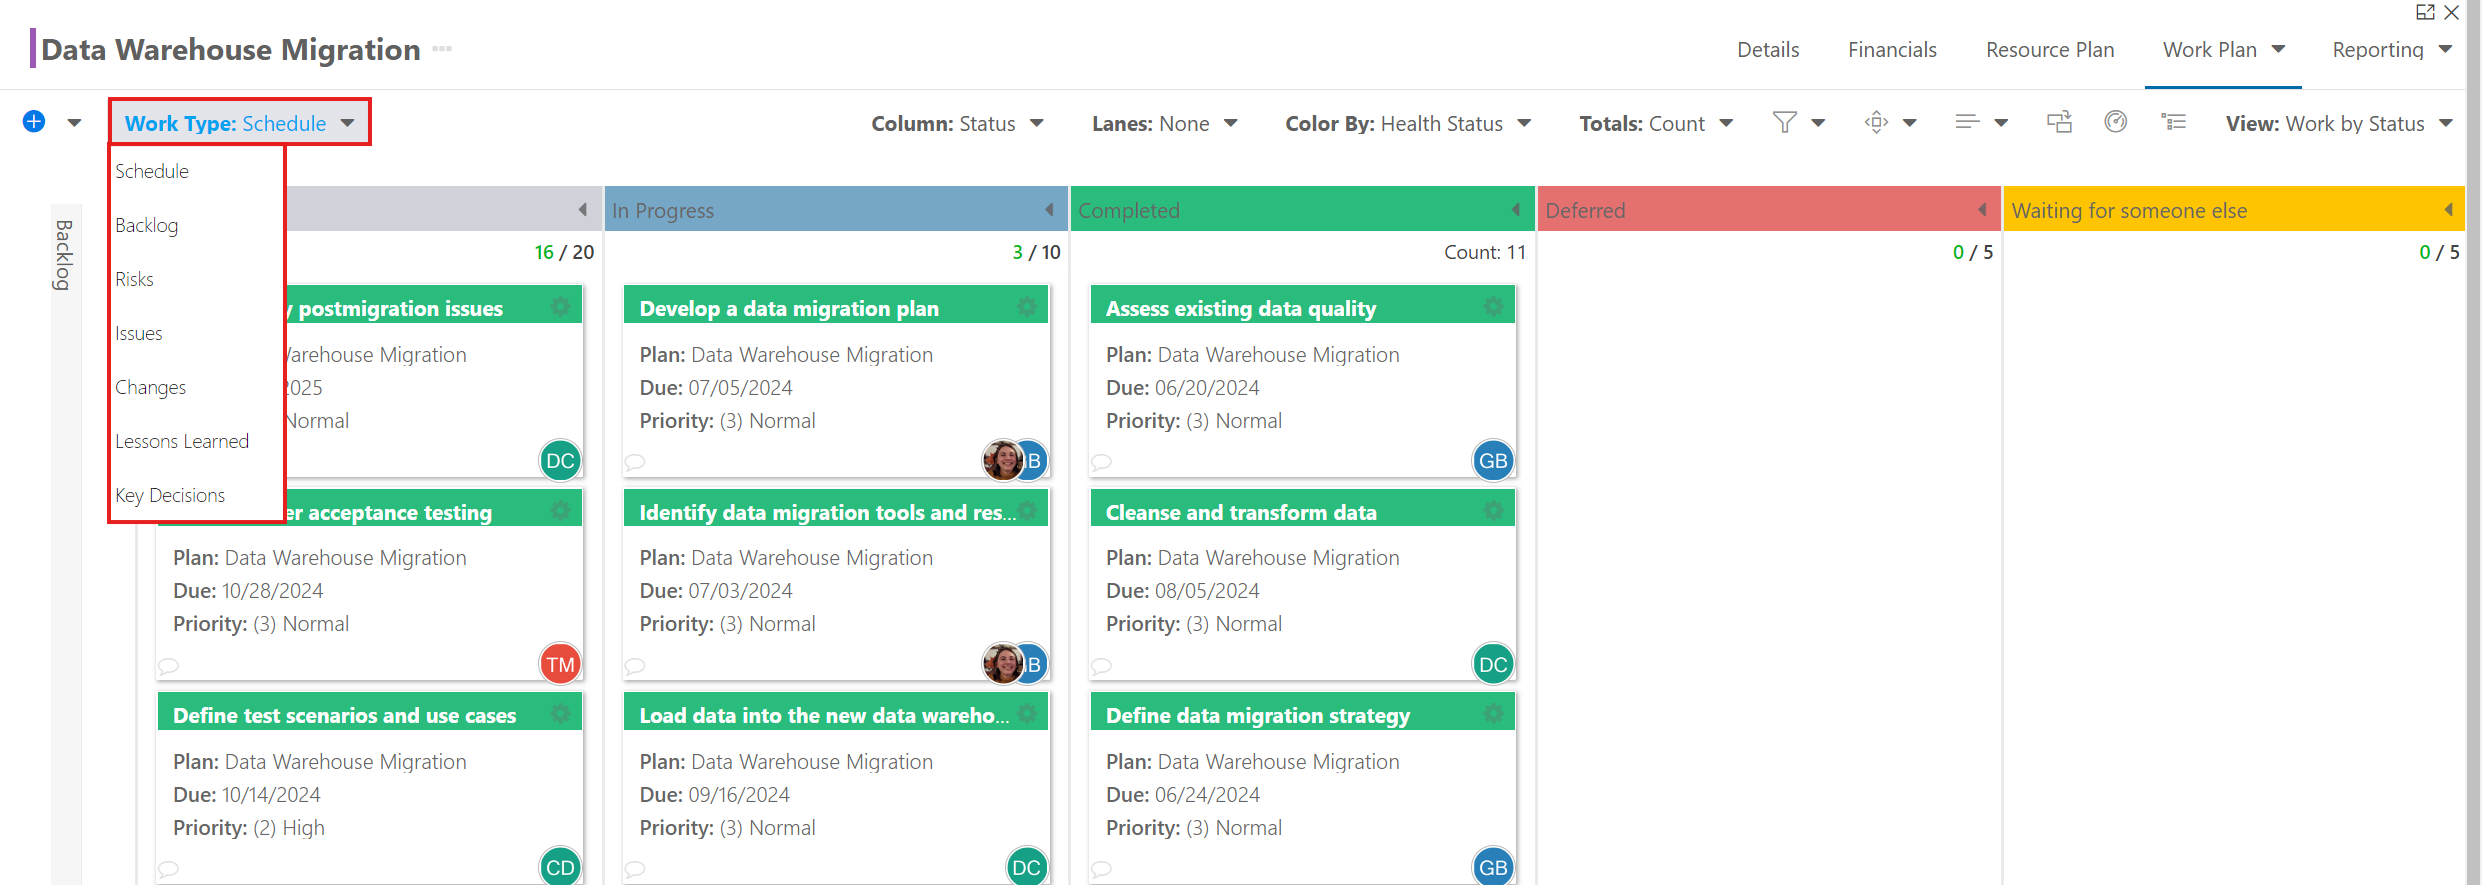 Data Warehouse Migration
Details
Financials
Resource Plan
Work Plan
Reporting
Work Type: Schedule
Column: Status
Lanes: None
Color By: Health Status
Totals: Count
View: Work by Status
Schedule
Backlog
Risks
Issues
Changes
Lessons Learned
Key Decisions
Backlog
16 / 20
postmigration issues
Warehouse Migration
2025
Normal
DC
er acceptance testing
Plan: Data Warehouse Migration
Due: 10/28/2024
Priority: (3) Normal
TM
Define test scenarios and use cases
Plan: Data Warehouse Migration
Due: 10/14/2024
Priority: (2) High
CD
In Progress
3 / 10
Develop a data migration plan
Plan: Data Warehouse Migration
Due: 07/05/2024
Priority: (3) Normal
Identify data migration tools and res...
Plan: Data Warehouse Migration
Due: 07/03/2024
Priority: (3) Normal
Load data into the new data wareho...
Plan: Data Warehouse Migration
Due: 09/16/2024
Priority: (3) Normal
DC
Completed
Count: 11
Assess existing data quality
Plan: Data Warehouse Migration
Due: 06/20/2024
Priority: (3) Normal
GB
Cleanse and transform data
Plan: Data Warehouse Migration
Due: 08/05/2024
Priority: (3) Normal
DC
Define data migration strategy
Plan: Data Warehouse Migration
Due: 06/24/2024
Priority: (3) Normal
GB
Deferred
0 / 5
Waiting for someone else
0 / 5